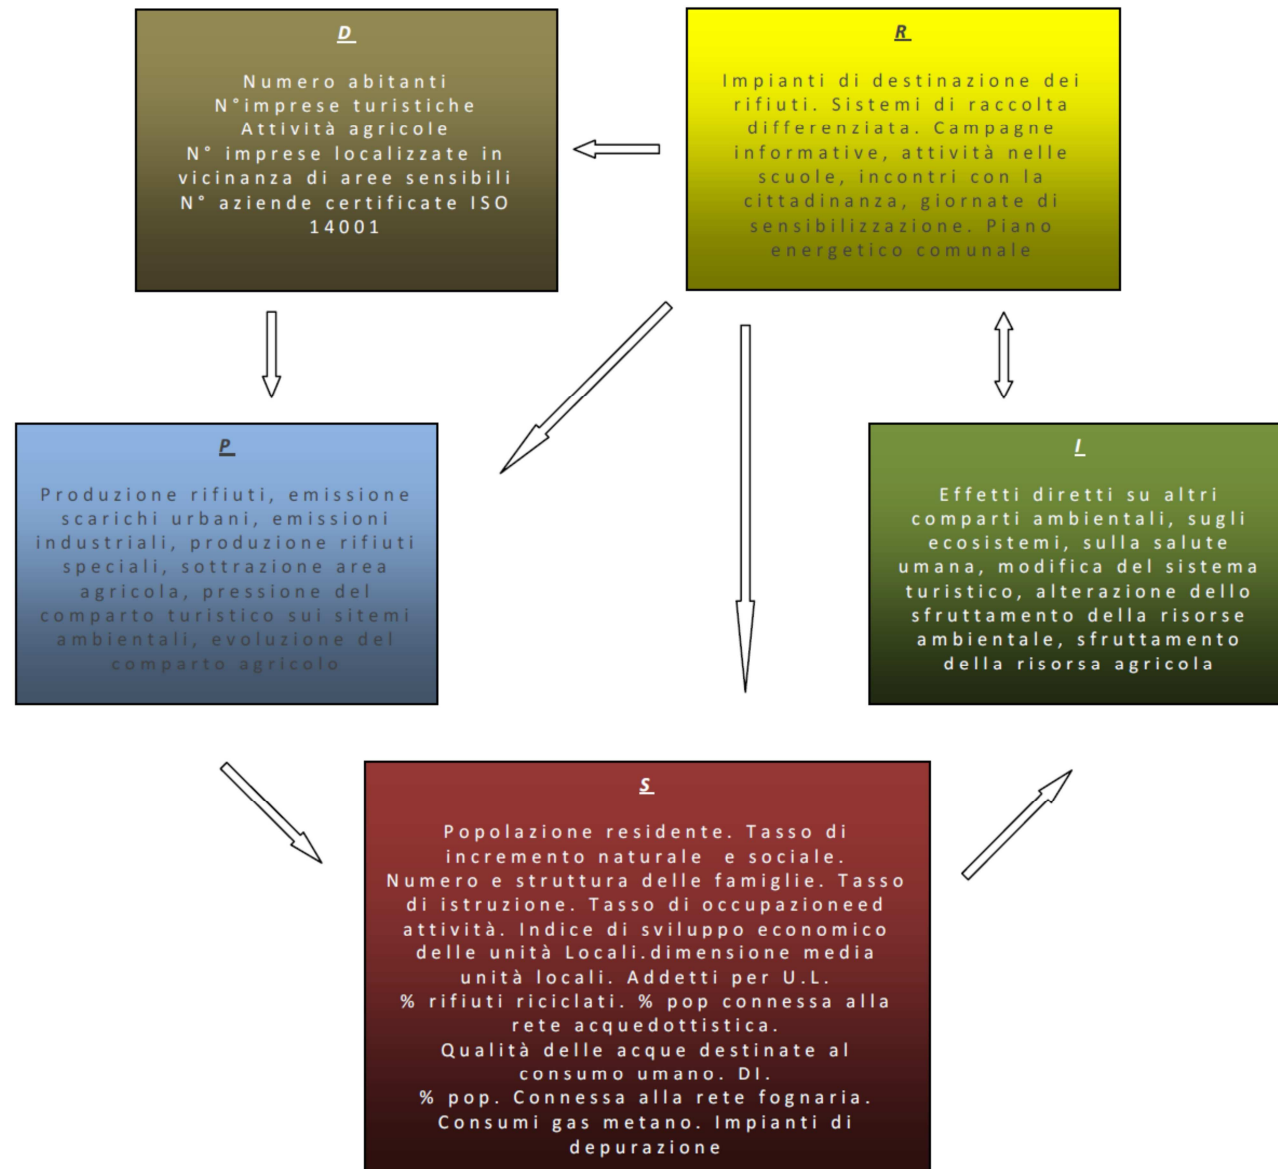 D
Numero abitanti
N°imprese turistiche
Attività agricole
N° imprese localizzate in
vicinanza di aree sensibili
N° aziende certificate ISO
14001
R
Impianti di destinazione dei
rifiuti. Sistemi di raccolta
differenziata. Campagne
informative, attività nelle
scuole, incontri con la
cittadinanza, giornate di
sensibilizzazione. Piano
energetico comunale
P
Produzione rifiuti, emissione
scarichi urbani, emissioni
industriali, produzione rifiuti
speciali, sottrazione area
agricola, pressione del
comparto turistico sui sitemi
ambientali, evoluzione del
comparto agricolo
I
Effetti diretti su altri
comparti ambientali, sugli
ecosistemi, sulla salute
umana, modifica del sistema
turistico, alterazione dello
sfruttamento della risorse
ambientale, sfruttamento
della risorsa agricola
S
Popolazione residente. Tasso di
incremento naturale e sociale.
Numero e struttura delle famiglie. Tasso
di istruzione. Tasso di occupazioneed
attività. Indice di sviluppo economico
delle unità Locali.dimensione media
unità locali. Addetti per U.L.
% rifiuti riciclati. % pop connessa alla
rete acquedottistica.
Qualità delle acque destinate al
consumo umano. DI.
% pop. Connessa alla rete fognaria.
Consumi gas metano. Impianti di
depurazione